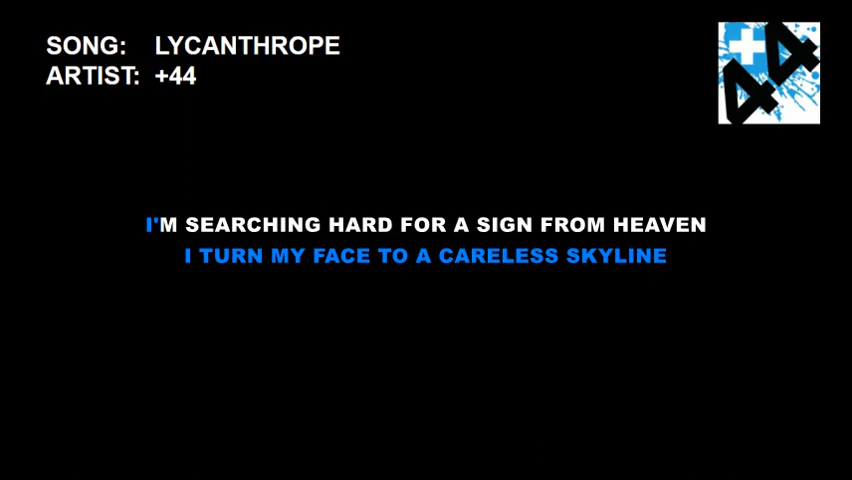 SONG: LYCANTHROPE
ARTIST: +44
+44
I'M SEARCHING HARD FOR A SIGN FROM HEAVEN
I TURN MY FACE TO A CARELESS SKYLINE